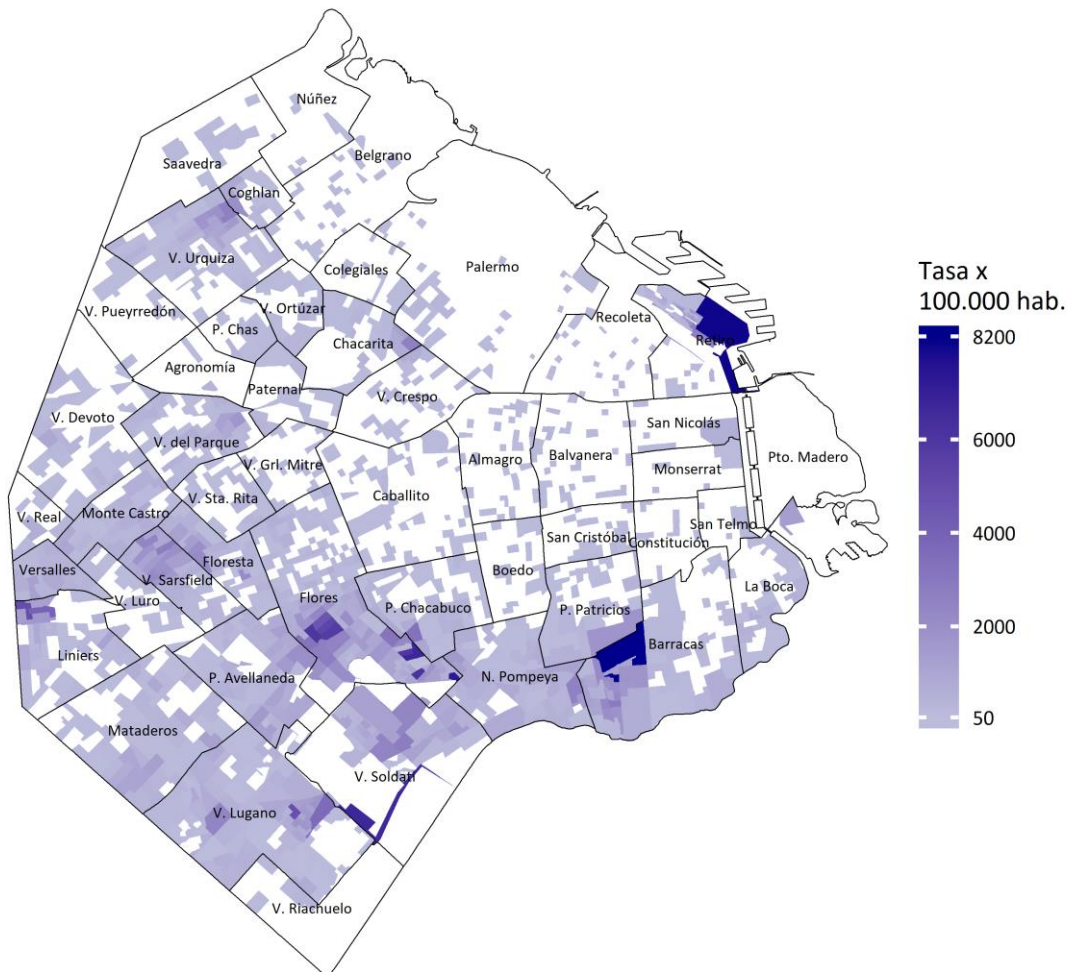 Núñez
Saavedra
Belgrano
Coghlan
V. Urquiza
Colegiales
Palermo
V. Pueyrredón
V. Ortúzar
P. Chas
Chacarita
Recoleta
Retiro
Agronomía
Paternal
V. Crespo
V. Devoto
V. del Parque
San Nicolás
V. Grl. Mitre
Almagro
Balvanera
Monserrat
Pto. Madero
Caballito
V. Sta. Rita
V. Real
Monte Castro
San Telmo
San Cristóbal
Constitución
Versalles
V. Sarsfield
Floresta
Boedo
La Boca
V. Luro
Flores
P. Chacabuco
P. Patricios
Barracas
Liniers
P. Avellaneda
N. Pompeya
Mataderos
V. Soldati
V. Lugano
V. Riachuelo
Tasa x
100.000 hab.
8200
6000
4000
2000
50